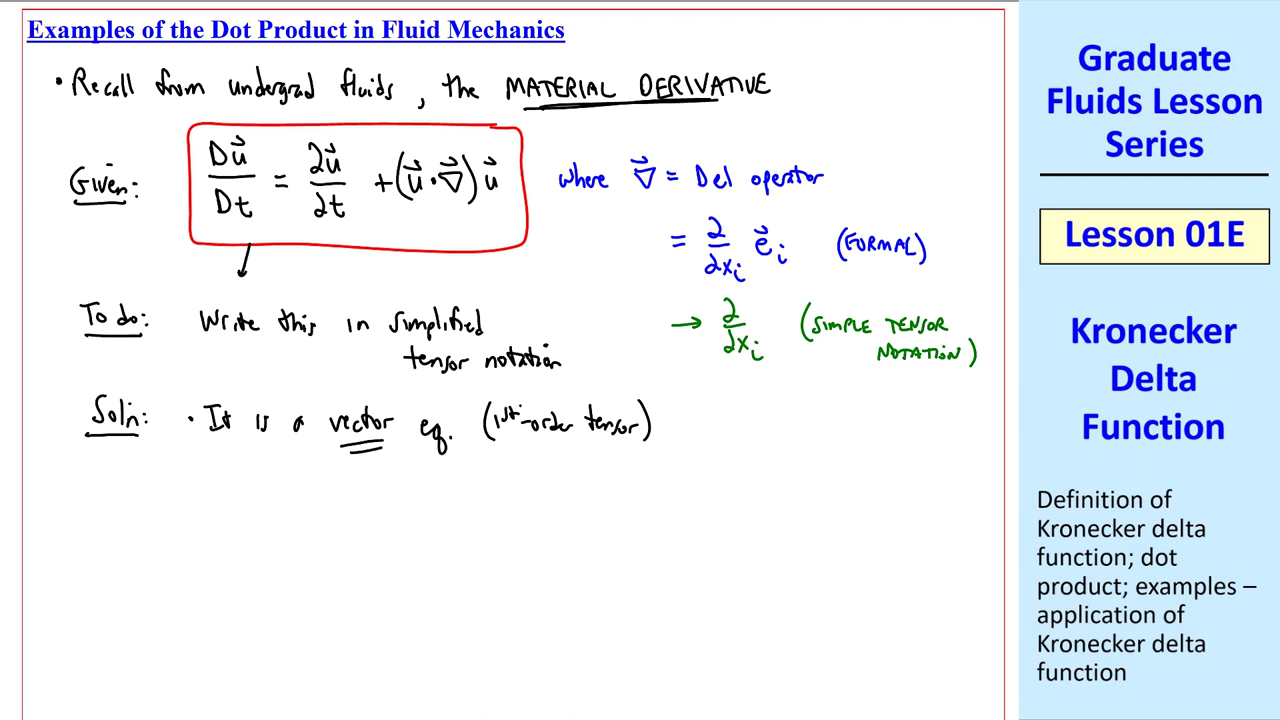 Examples of the Dot Product in Fluid Mechanics
• Recall from undergrad fluids, the MATERIAL DERIVATIVE
Given: Du⃗/Dt = ∂u⃗/∂t + (u⃗ · ∇⃗) u⃗ where ∇⃗ = Del operator
= ∂/∂xᵢ e⃗ᵢ (FORMAL)
To do: Write this in simplified
tensor notation
→ ∂/∂xᵢ (SIMPLE TENSOR
NOTATION)
Soln: • It is a vector eq. (1st-order tensor)
Graduate
Fluids Lesson
Series
Lesson 01E
Kronecker
Delta
Function
Definition of
Kronecker delta
function; dot
product; examples –
application of
Kronecker delta
function